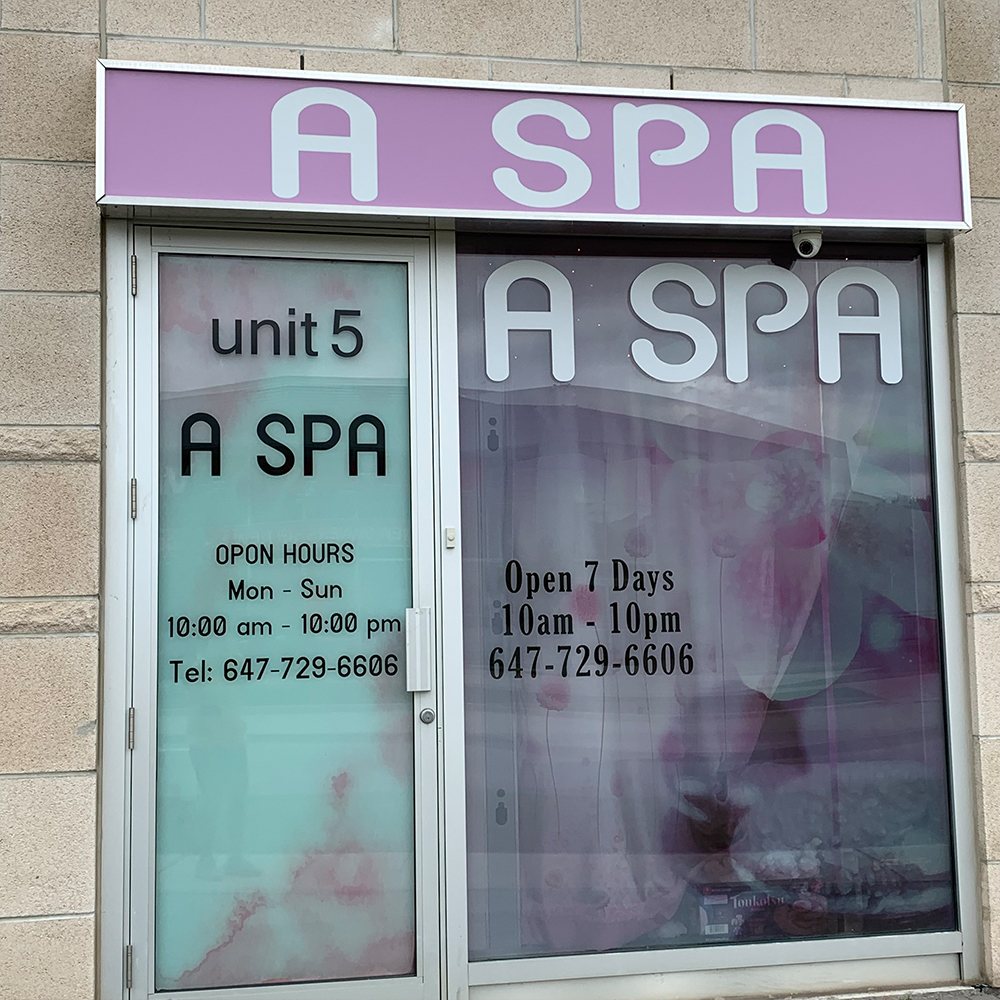 A SPA
A SPA
unit 5
A SPA
OPON HOURS
Mon - Sun
10:00 am - 10:00 pm
Tel: 647-729-6606
Open 7 Days
10am - 10pm
647-729-6606